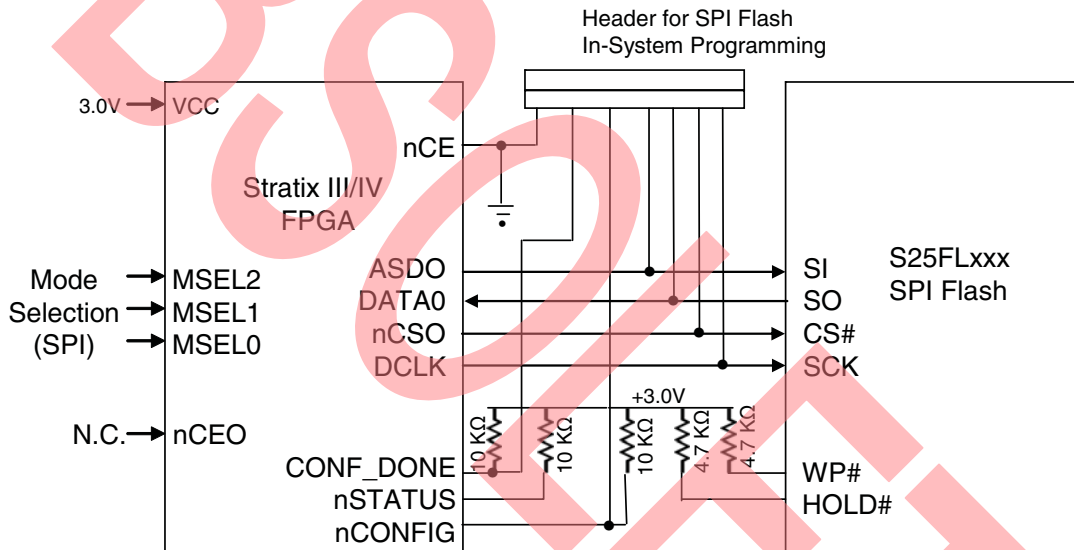 Header for SPI Flash
In-System Programming
3.0V
VCC
nCE
Stratix III/IV
FPGA
Mode
Selection
(SPI)
MSEL2
MSEL1
MSEL0
ASDO
DATA0
nCSO
DCLK
SI
SO
CS#
SCK
S25FLxxx
SPI Flash
+3.0V
N.C.
nCEO
10 KΩ
10 KΩ
10 KΩ
4.7 KΩ
4.7 KΩ
CONF_DONE
nSTATUS
nCONFIG
WP#
HOLD#